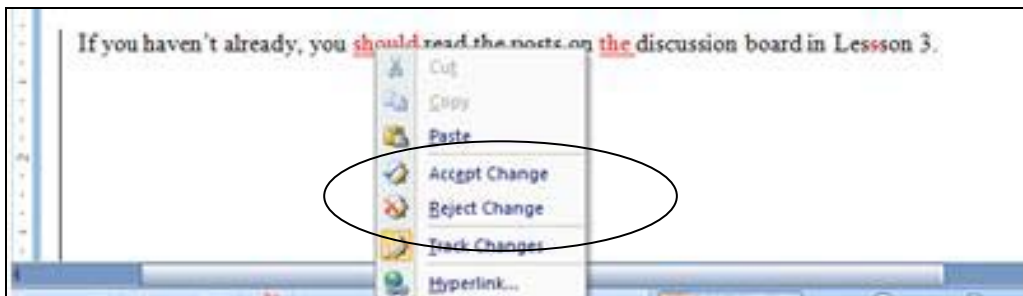 If you haven't already, you should read the posts on the discussion board in Lessson 3.
Cut
Copy
Paste
Accept Change
Reject Change
Track Changes
Hyperlink...
2